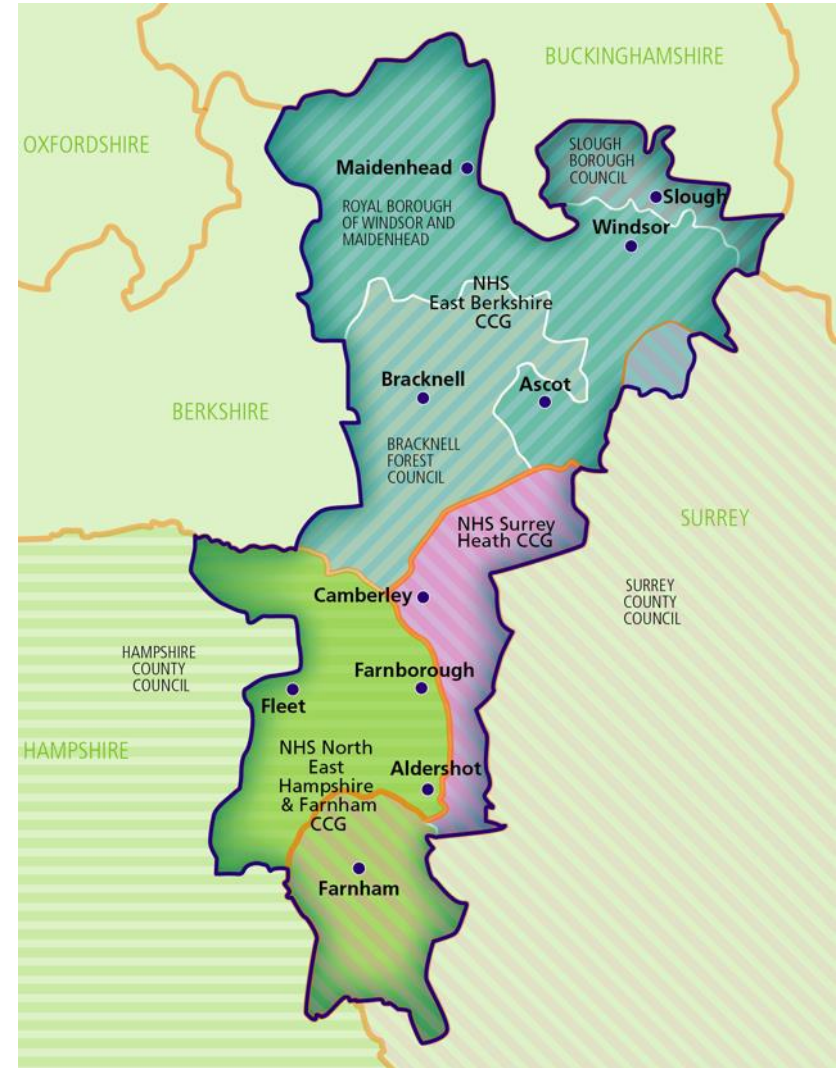 BUCKINGHAMSHIRE
OXFORDSHIRE
SLOUGH
BOROUGH
COUNCIL
Maidenhead
Slough
ROYAL BOROUGH
OF WINDSOR AND
MAIDENHEAD
Windsor
NHS
East Berkshire
CCG
Bracknell
Ascot
BERKSHIRE
BRACKNELL
FOREST
COUNCIL
NHS Surrey
Heath CCG
SURREY
Camberley
SURREY
COUNTY
COUNCIL
HAMPSHIRE
COUNTY
COUNCIL
Farnborough
Fleet
HAMPSHIRE
NHS North
East
Hampshire
& Farnham
CCG
Aldershot
Farnham